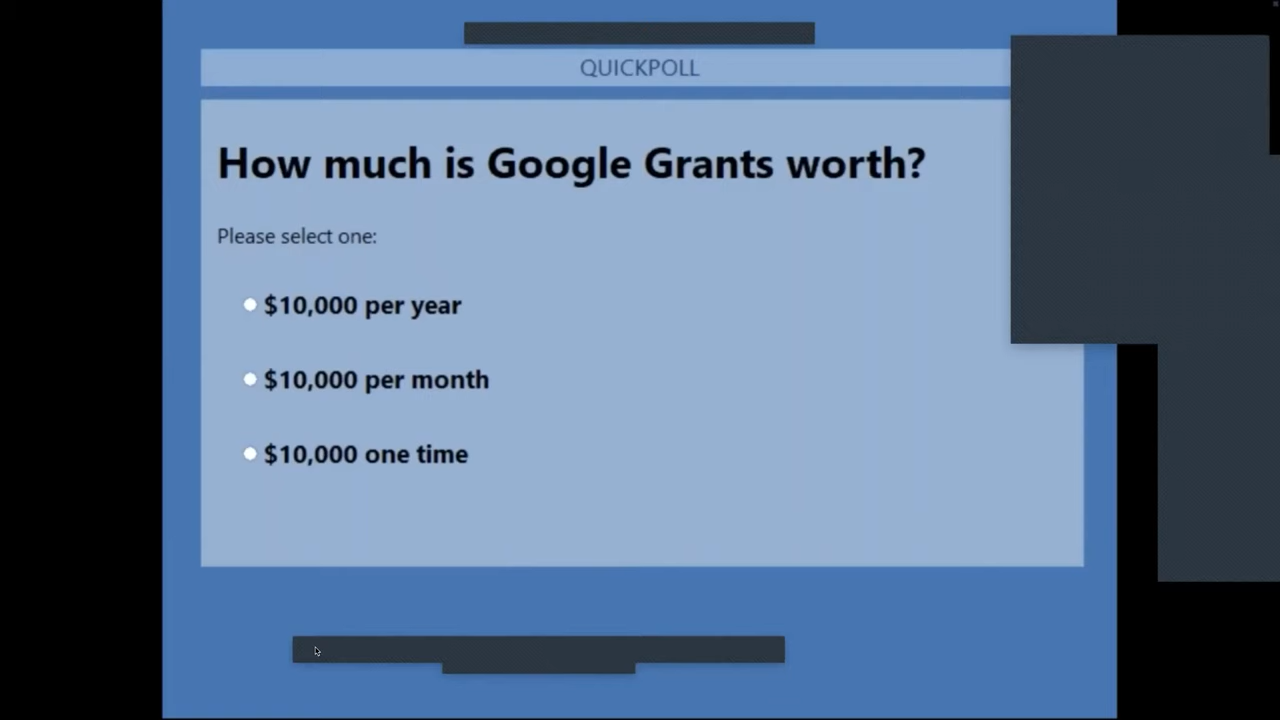 QUICKPOLL
How much is Google Grants worth?
Please select one:
$10,000 per year
$10,000 per month
$10,000 one time